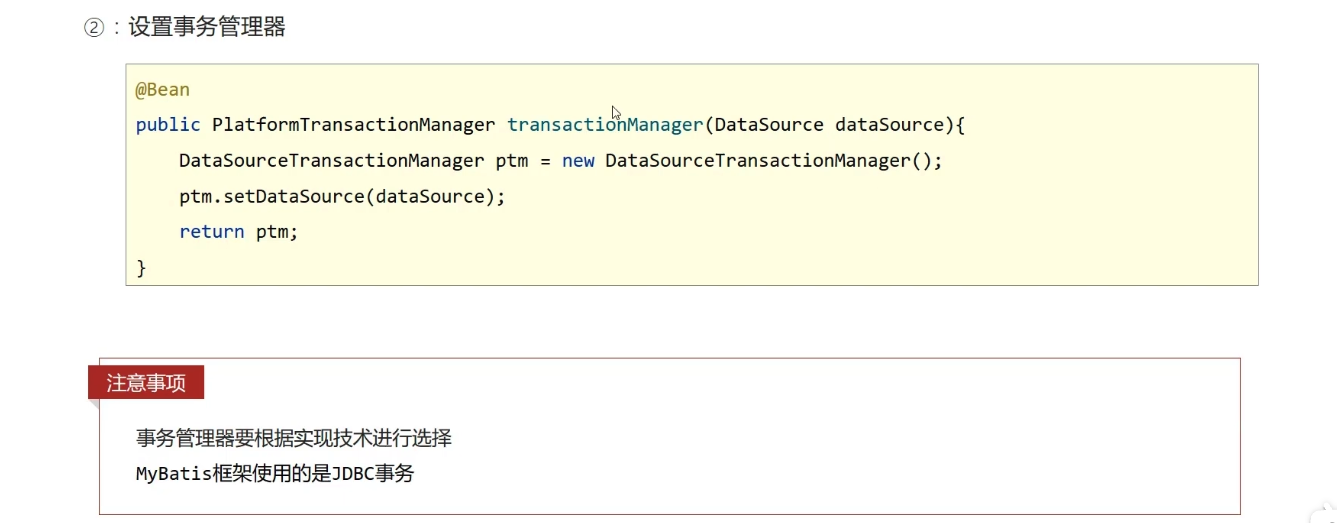 ②：设置事务管理器
@Bean
public PlatformTransactionManager transactionManager(DataSource dataSource){
    DataSourceTransactionManager ptm = new DataSourceTransactionManager();
    ptm.setDataSource(dataSource);
    return ptm;
}
注意事项
事务管理器要根据实现技术进行选择
MyBatis框架使用的是JDBC事务